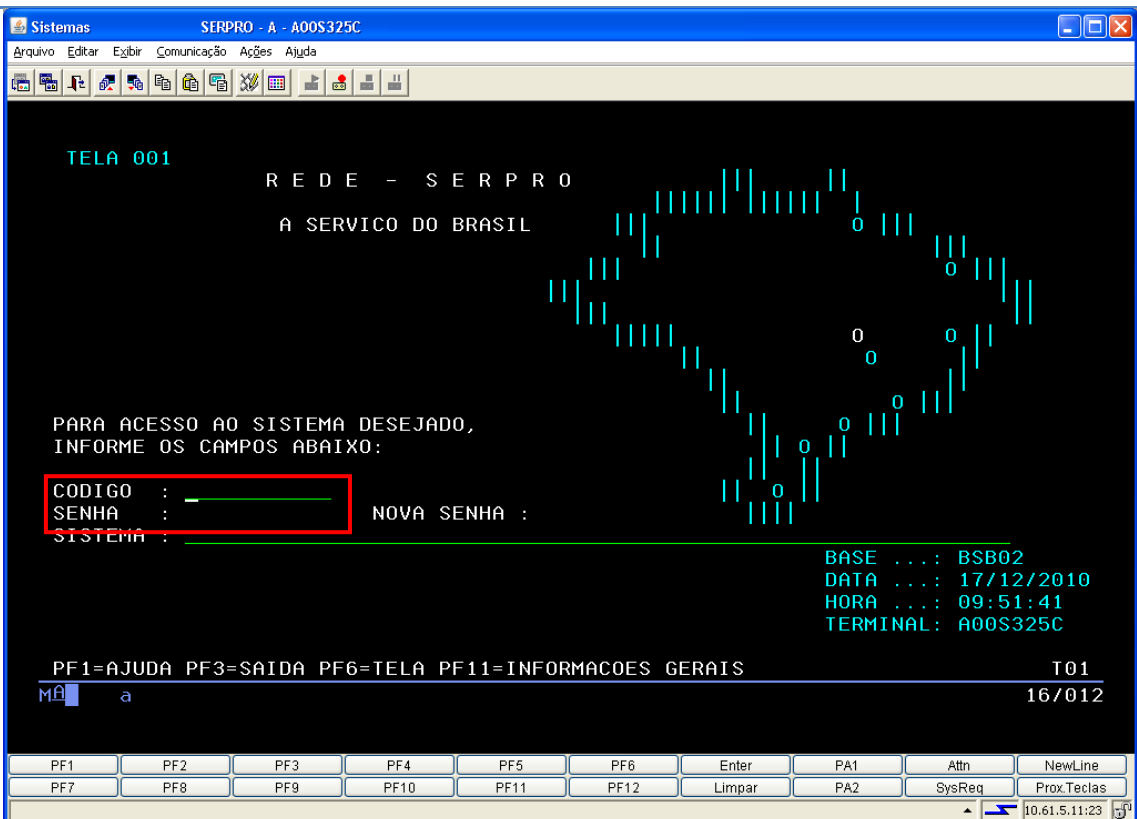 Sistemas SERPRO - A - A00S325C
Arquivo Editar Exibir Comunicação Ações Ajuda
TELA 001
R E D E - S E R P R O
A SERVICO DO BRASIL
PARA ACESSO AO SISTEMA DESEJADO,
INFORME OS CAMPOS ABAIXO:
CODIGO :
SENHA : NOVA SENHA :
SISTEMA :
BASE ...: BSB02
DATA ...: 17/12/2010
HORA ...: 09:51:41
TERMINAL: A00S325C
PF1=AJUDA PF3=SAIDA PF6=TELA PF11=INFORMACOES GERAIS T01
MA a 16/012
PF1 PF2 PF3 PF4 PF5 PF6 Enter PA1 Attn NewLine
PF7 PF8 PF9 PF10 PF11 PF12 Limpar PA2 SysReq Prox.Teclas
10.61.5.11:23